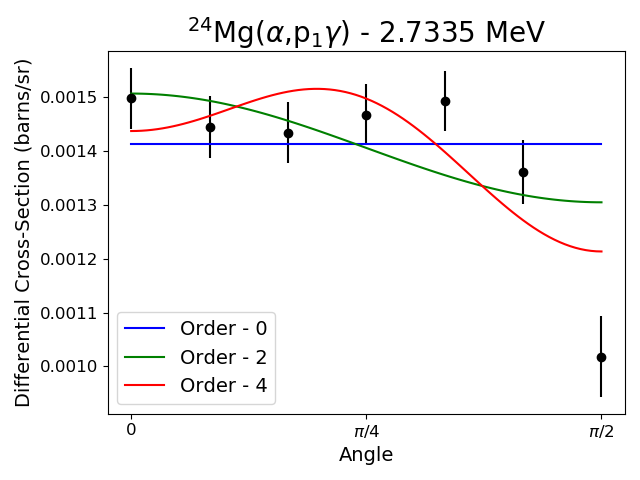 ²⁴Mg(α,p₁γ) - 2.7335 MeV
Differential Cross-Section (barns/sr)
0.0015
0.0014
0.0013
0.0012
0.0011
0.0010
Order - 0
Order - 2
Order - 4
0 π/4 π/2
Angle